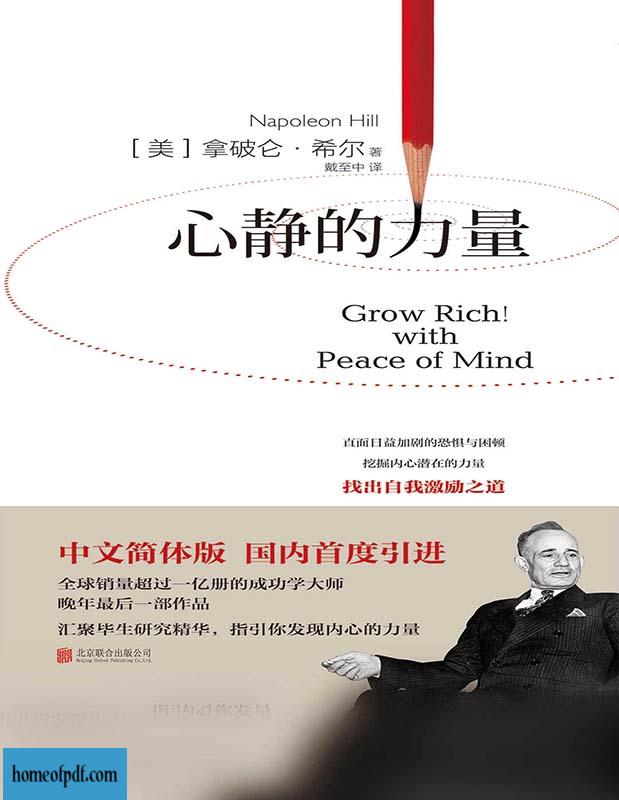 Napoleon Hill
[美] 拿破仑·希尔 著
戴至中 译
心静的力量
Grow Rich!
with
Peace of Mind
直面日益加剧的恐惧与困顿
挖掘内心潜在的力量
找出自我激励之道
中文简体版 国内首度引进
全球销量超过一亿册的成功学大师
晚年最后一部作品
汇聚毕生研究精华，指引你发现内心的力量
北京联合出版公司
Beijing United Publishing Co.,Ltd.
homeofpdf.com